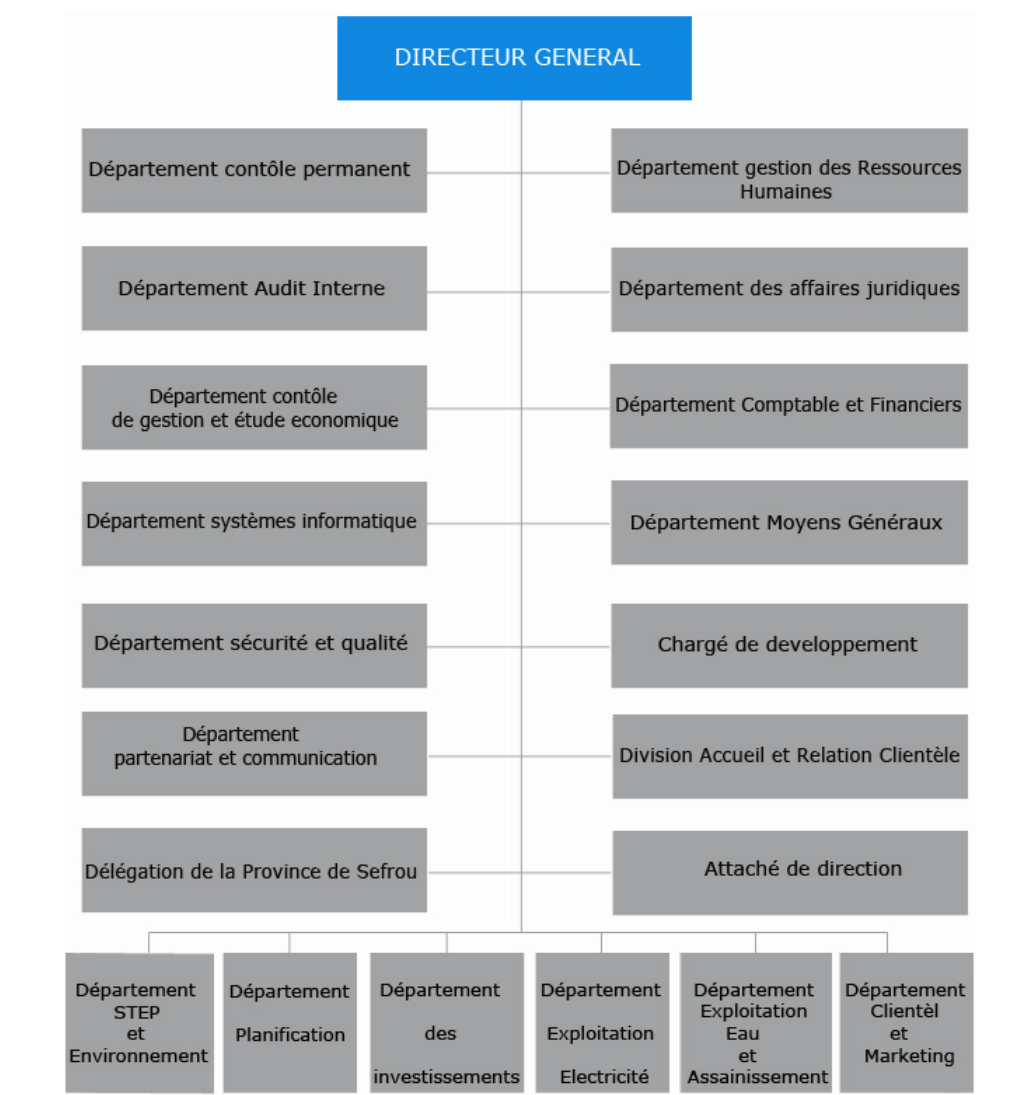 DIRECTEUR GENERAL
Département contôle permanent
Département gestion des Ressources
Humaines
Département Audit Interne
Département des affaires juridiques
Département contôle
de gestion et étude economique
Département Comptable et Financiers
Département systèmes informatique
Département Moyens Généraux
Département sécurité et qualité
Chargé de developpement
Département
partenariat et communication
Division Accueil et Relation Clientèle
Délégation de la Province de Sefrou
Attaché de direction
Département
STEP
et
Environnement
Département
Planification
Département
des
investissements
Département
Exploitation
Electricité
Département
Exploitation
Eau
et
Assainissement
Département
Clientèl
et
Marketing